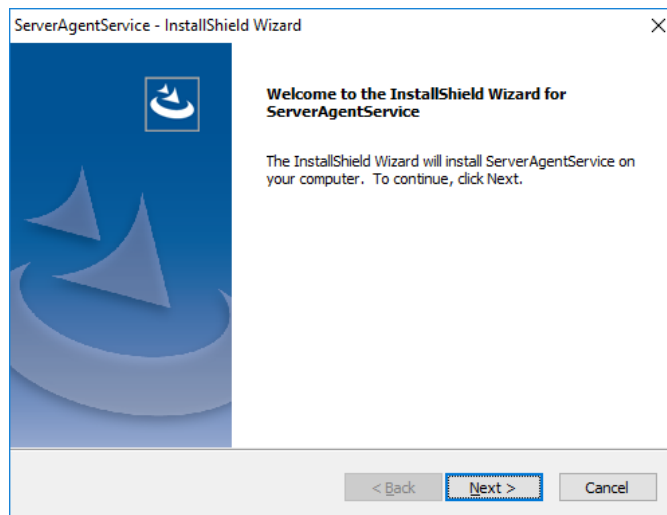 ServerAgentService - InstallShield Wizard
Welcome to the InstallShield Wizard for
ServerAgentService
The InstallShield Wizard will install ServerAgentService on
your computer. To continue, click Next.
< Back
Next >
Cancel